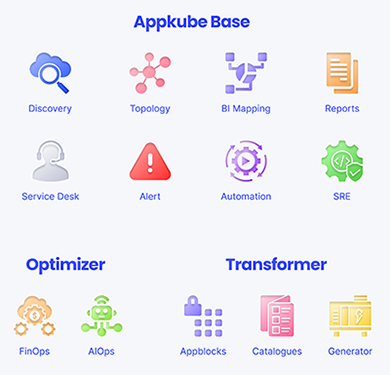 Appkube Base
Discovery
Topology
BI Mapping
Reports
Service Desk
Alert
Automation
SRE
Optimizer
Transformer
FinOps
AIOps
Appblocks
Catalogues
Generator